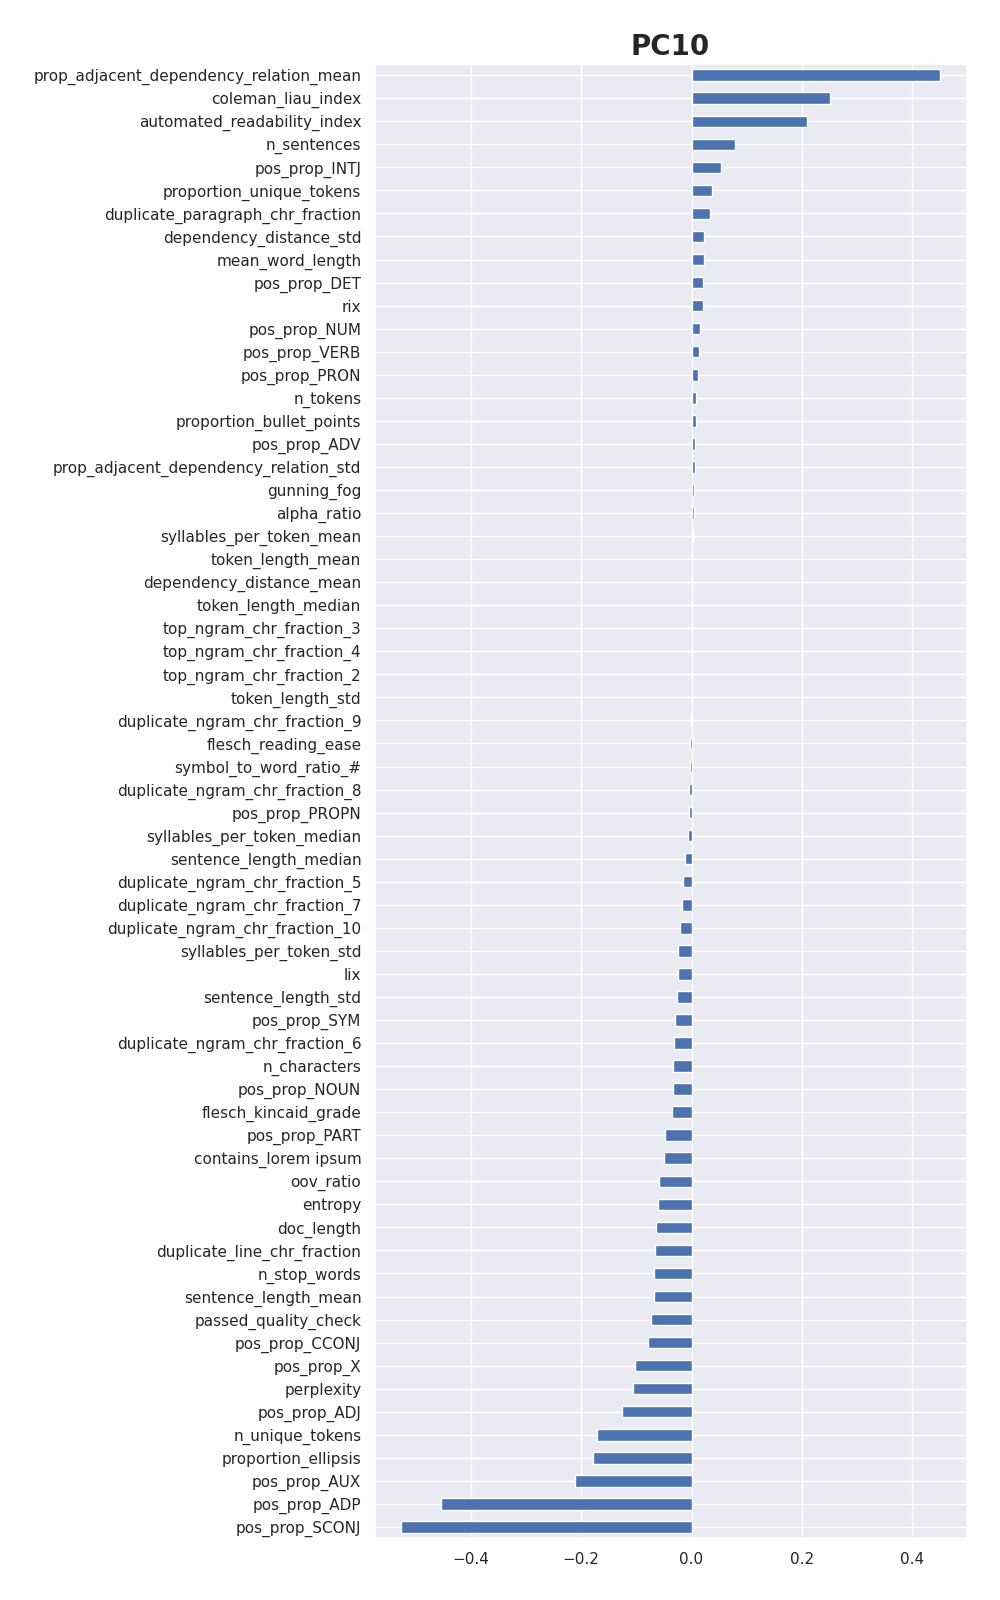 PC10
prop_adjacent_dependency_relation_mean
coleman_liau_index
automated_readability_index
n_sentences
pos_prop_INTJ
proportion_unique_tokens
duplicate_paragraph_chr_fraction
dependency_distance_std
mean_word_length
pos_prop_DET
rix
pos_prop_NUM
pos_prop_VERB
pos_prop_PRON
n_tokens
proportion_bullet_points
pos_prop_ADV
prop_adjacent_dependency_relation_std
gunning_fog
alpha_ratio
syllables_per_token_mean
token_length_mean
dependency_distance_mean
token_length_median
top_ngram_chr_fraction_3
top_ngram_chr_fraction_4
top_ngram_chr_fraction_2
token_length_std
duplicate_ngram_chr_fraction_9
flesch_reading_ease
symbol_to_word_ratio_#
duplicate_ngram_chr_fraction_8
pos_prop_PROPN
syllables_per_token_median
sentence_length_median
duplicate_ngram_chr_fraction_5
duplicate_ngram_chr_fraction_7
duplicate_ngram_chr_fraction_10
syllables_per_token_std
lix
sentence_length_std
pos_prop_SYM
duplicate_ngram_chr_fraction_6
n_characters
pos_prop_NOUN
flesch_kincaid_grade
pos_prop_PART
contains_lorem ipsum
oov_ratio
entropy
doc_length
duplicate_line_chr_fraction
n_stop_words
sentence_length_mean
passed_quality_check
pos_prop_CCONJ
pos_prop_X
perplexity
pos_prop_ADJ
n_unique_tokens
proportion_ellipsis
pos_prop_AUX
pos_prop_ADP
pos_prop_SCONJ
−0.4 −0.2 0.0 0.2 0.4